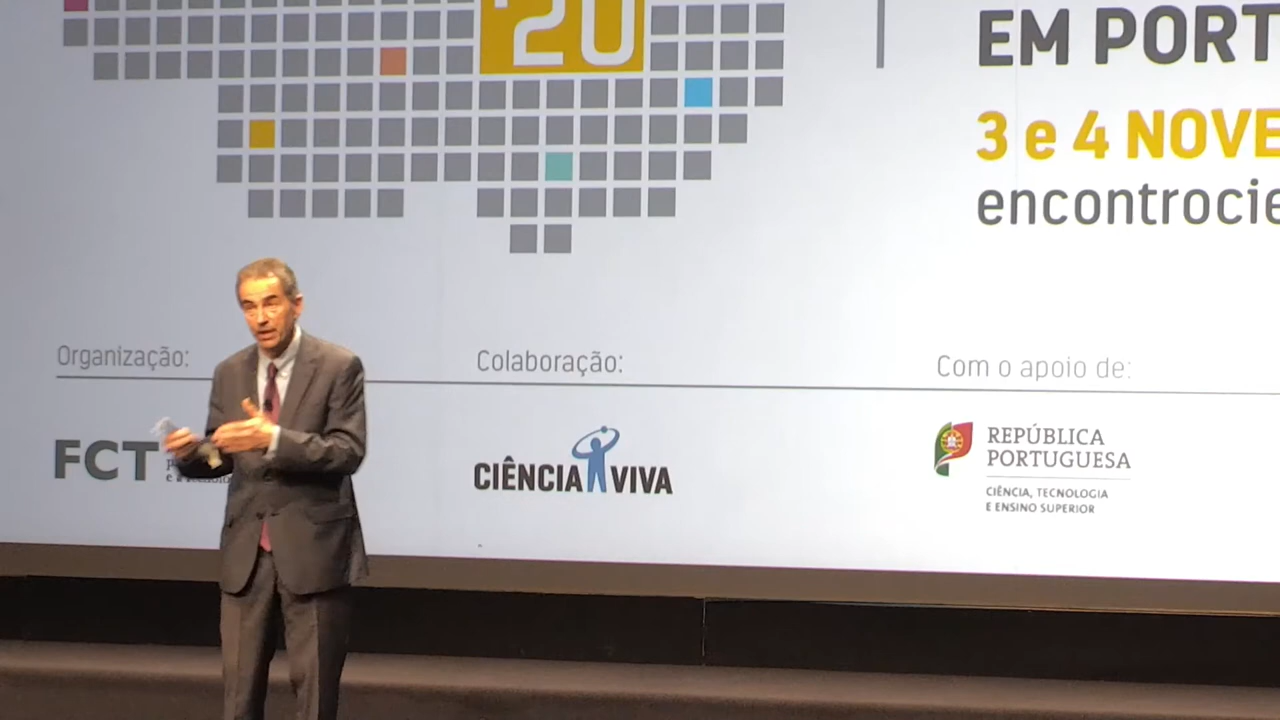 '20
EM PORT
3 e 4 NOVE
encontrocie
Organização:
Colaboração:
Com o apoio de:
FCT
CIÊNCIA VIVA
REPÚBLICA
PORTUGUESA
CIÊNCIA, TECNOLOGIA
E ENSINO SUPERIOR